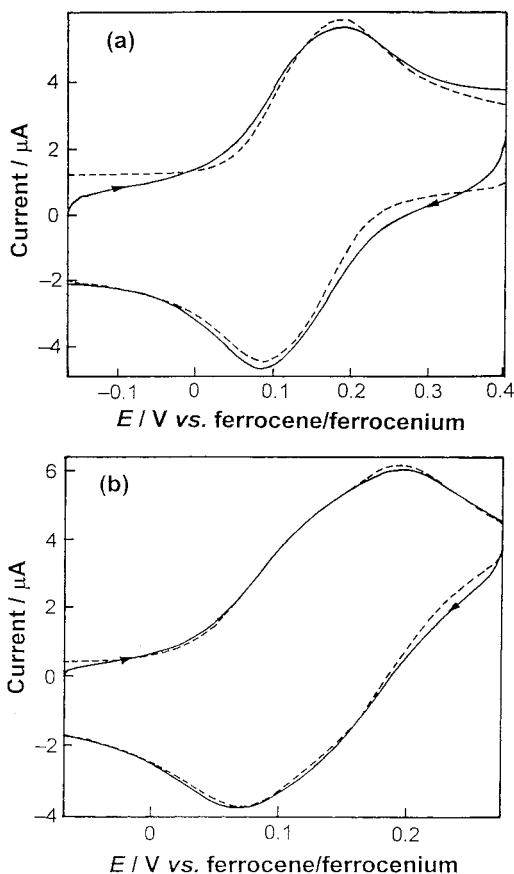 (a)
4
2
0
−2
−4
Current / μA
−0.1 0 0.1 0.2 0.3 0.4
E / V vs. ferrocene/ferrocenium
(b)
6
4
2
0
−2
−4
Current / μA
0 0.1 0.2
E / V vs. ferrocene/ferrocenium